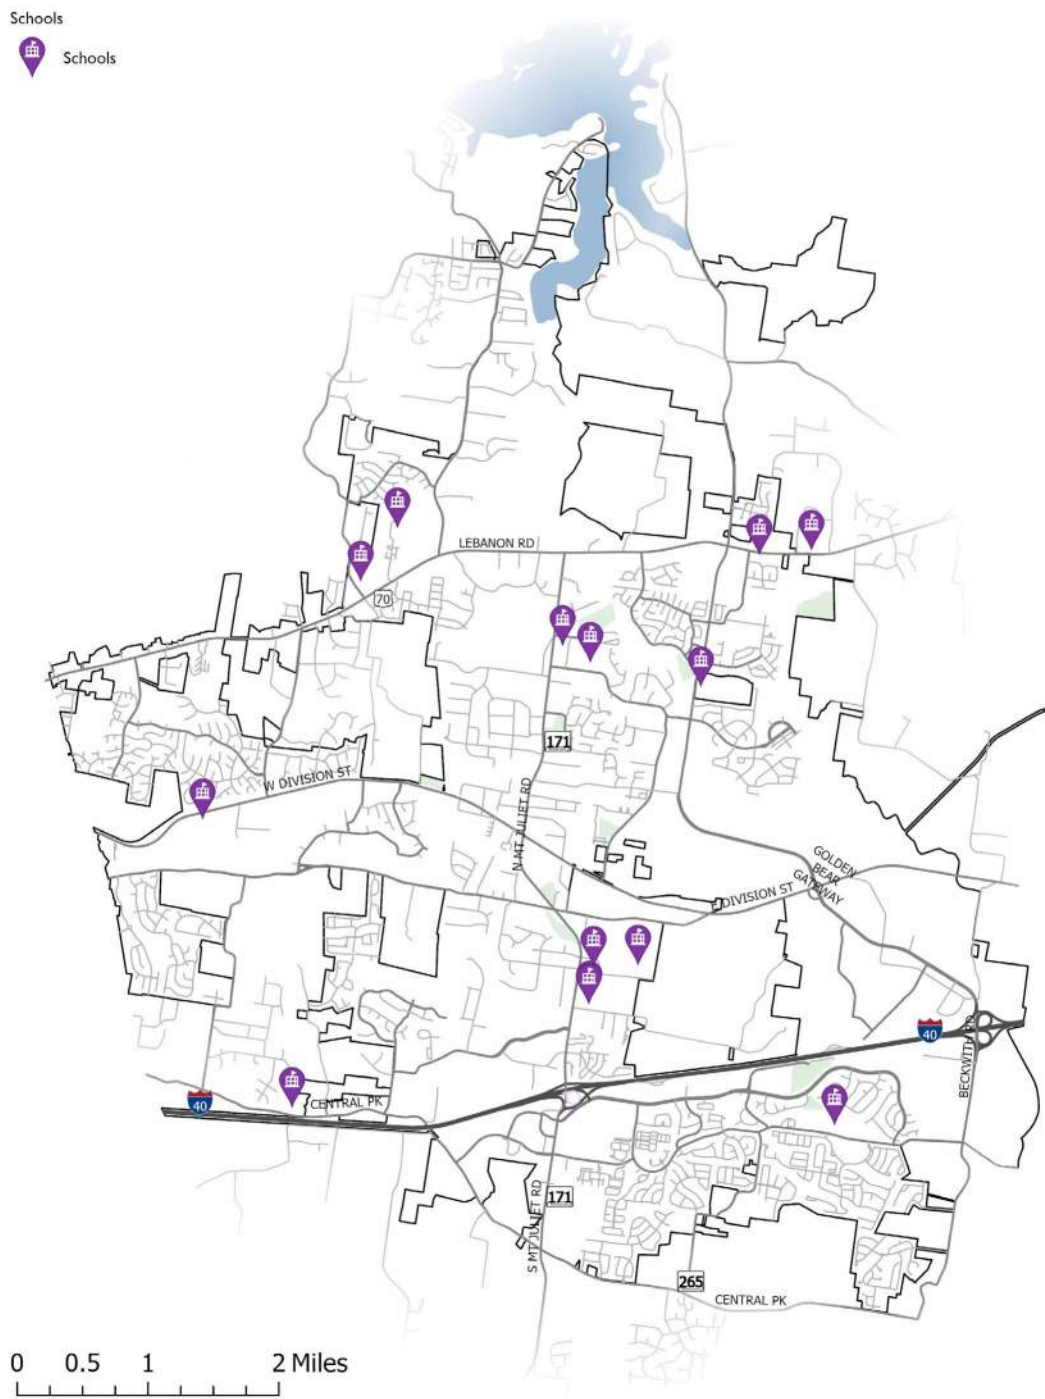 Schools
Schools
LEBANON RD
70
171
W DIVISION ST
N MT JULIET RD
GOLDEN
BEAR
GATEWAY
E DIVISION ST
40
BECKWITH RD
40
CENTRAL PK
171
S MT JULIET RD
265
CENTRAL PK
0 0.5 1 2 Miles